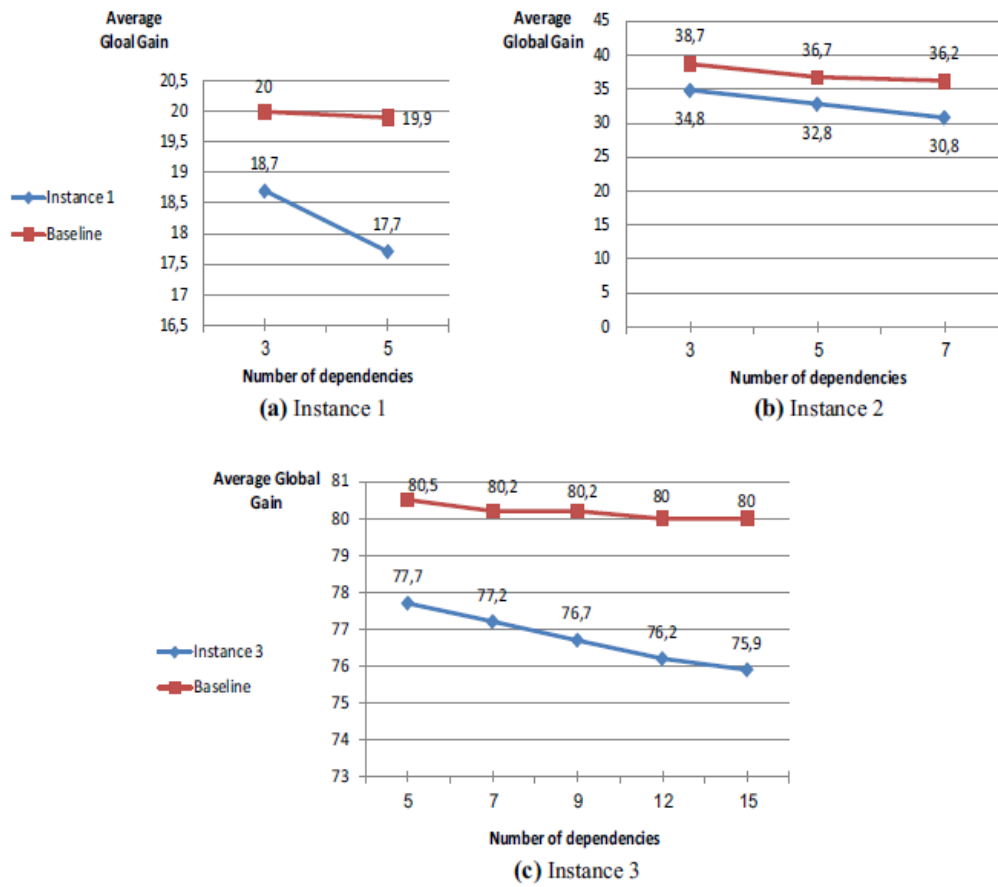 Average
Gloal Gain
20,5
20
19,5
19
18,5
18
17,5
17
16,5
20
19,9
18,7
17,7
Instance 1
Baseline
3 5
Number of dependencies
(a) Instance 1
Average
Global Gain
45
40
35
30
25
20
15
10
5
0
38,7 36,7 36,2
34,8 32,8 30,8
3 5 7
Number of dependencies
(b) Instance 2
Average Global
Gain
81
80
79
78
77
76
75
74
73
80,5 80,2 80,2 80 80
77,7 77,2 76,7 76,2 75,9
Instance 3
Baseline
5 7 9 12 15
Number of dependencies
(c) Instance 3